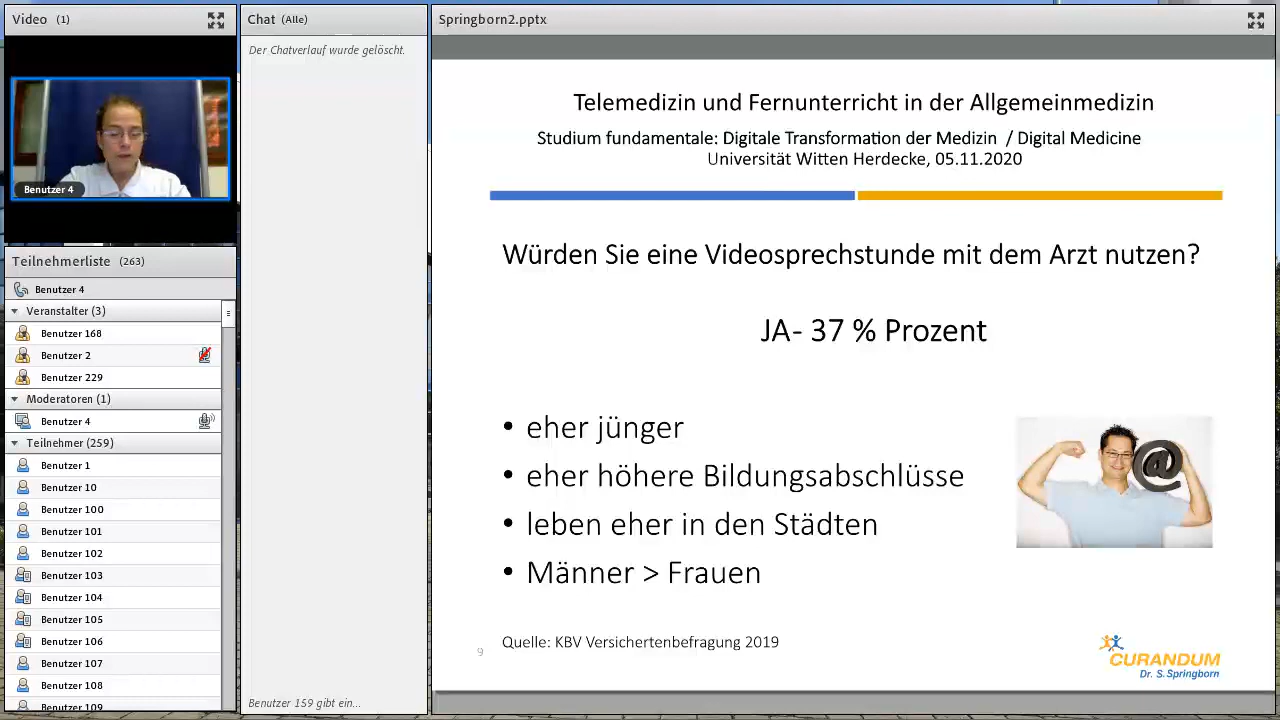 Video (1)
Benutzer 4
Teilnehmerliste (263)
Benutzer 4
Veranstalter (3)
Benutzer 168
Benutzer 2
Benutzer 229
Moderatoren (1)
Benutzer 4
Teilnehmer (259)
Benutzer 1
Benutzer 10
Benutzer 100
Benutzer 101
Benutzer 102
Benutzer 103
Benutzer 104
Benutzer 105
Benutzer 106
Benutzer 107
Benutzer 108
Benutzer 109
Chat (Alle)
Der Chatverlauf wurde gelöscht.
Benutzer 159 gibt ein...
Springborn2.pptx
Telemedizin und Fernunterricht in der Allgemeinmedizin
Studium fundamentale: Digitale Transformation der Medizin / Digital Medicine
Universität Witten Herdecke, 05.11.2020
Würden Sie eine Videosprechstunde mit dem Arzt nutzen?
JA- 37 % Prozent
• eher jünger
• eher höhere Bildungsabschlüsse
• leben eher in den Städten
• Männer > Frauen
@
Quelle: KBV Versichertenbefragung 2019
9
CURANDUM
Dr. S. Springborn